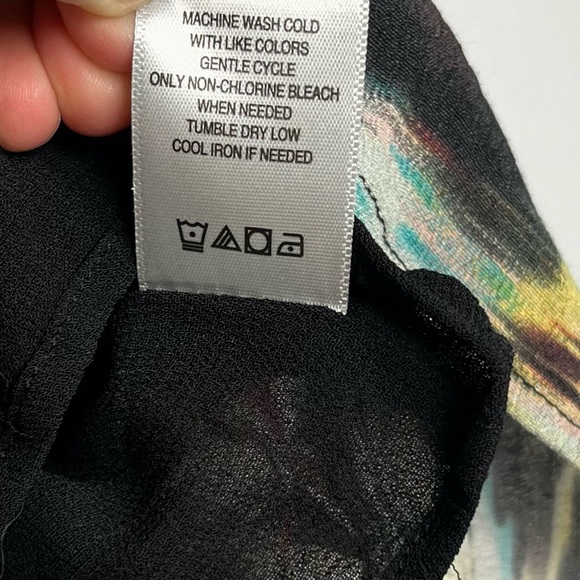 MACHINE WASH COLD
WITH LIKE COLORS
GENTLE CYCLE
ONLY NON-CHLORINE BLEACH
WHEN NEEDED
TUMBLE DRY LOW
COOL IRON IF NEEDED